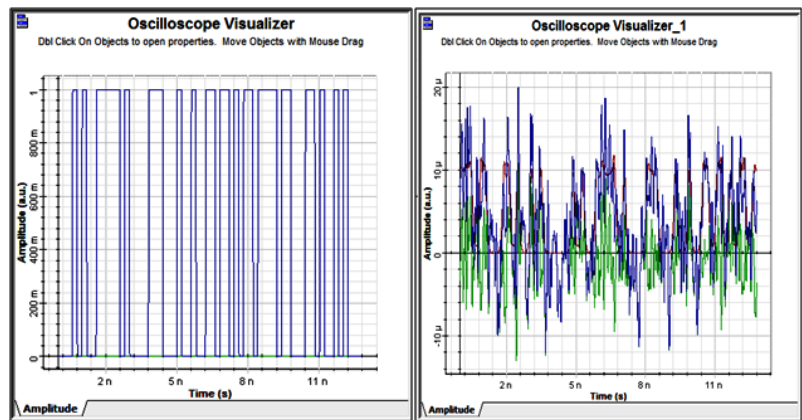 Oscilloscope Visualizer
Dbl Click On Objects to open properties. Move Objects with Mouse Drag
1
800 m
600 m
400 m
200 m
0
Amplitude (a.u.)
2 n
5 n
8 n
11 n
Time (s)
Amplitude
Oscilloscope Visualizer_1
Dbl Click On Objects to open properties. Move Objects with Mouse Drag
20 µ
10 µ
0
-10 µ
Amplitude (a.u.)
2 n
5 n
8 n
11 n
Time (s)
Amplitude